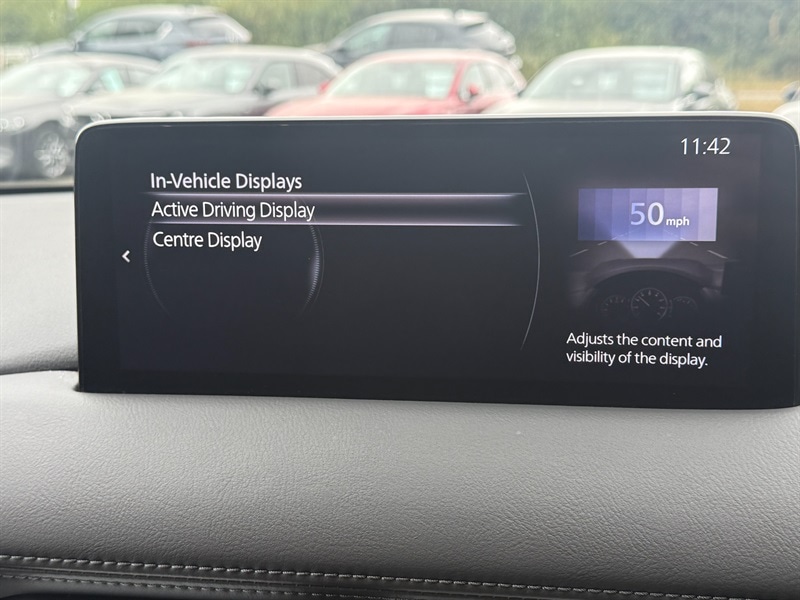 11:42
In-Vehicle Displays
Active Driving Display
Centre Display
50 mph
Adjusts the content and
visibility of the display.